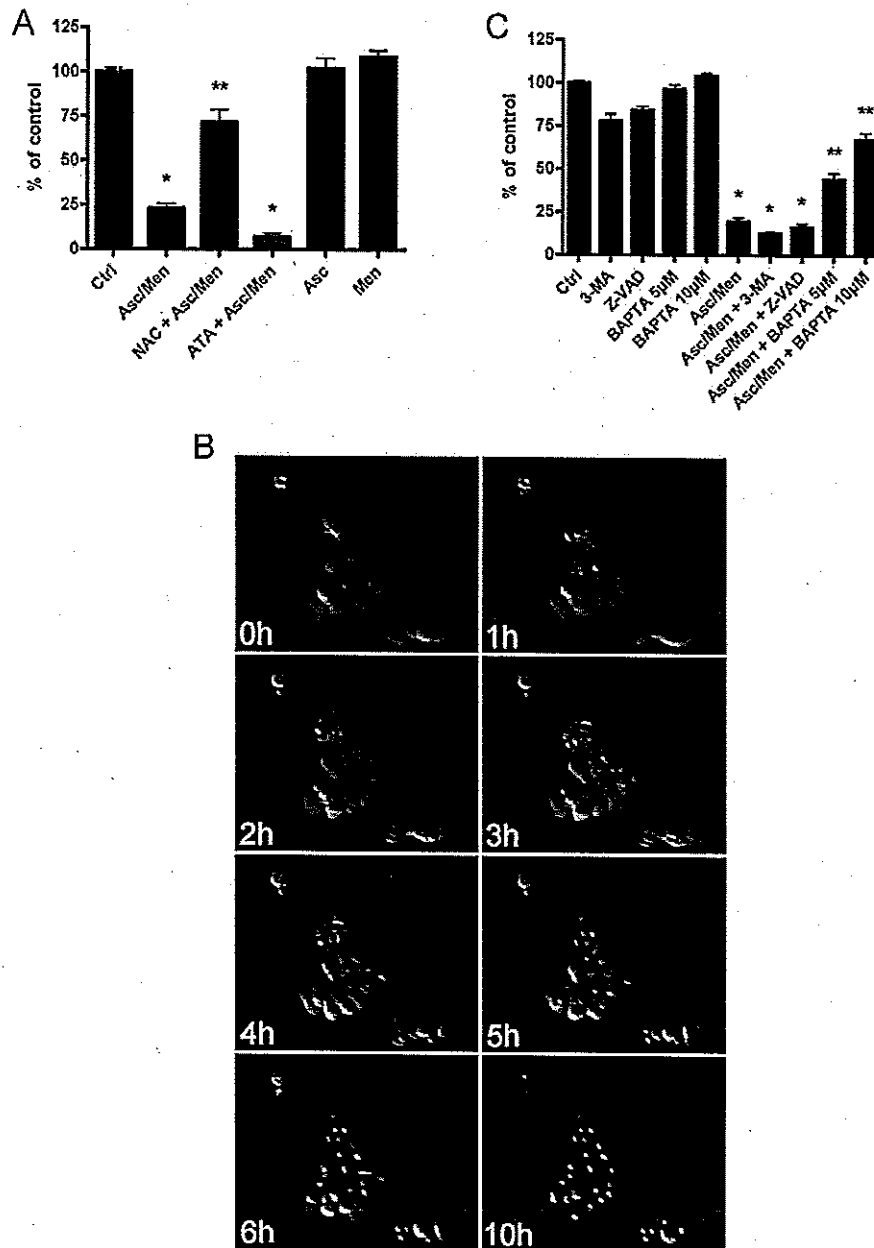 A
% of control
125
100
75
50
25
0
*
**
*
Ctrl
Asc/Men
NAC + Asc/Men
ATA + Asc/Men
Asc
Men
C
% of control
125
100
75
50
25
0
*
*
*
**
**
Ctrl
3-MA
Z-VAD
BAPTA 5µM
BAPTA 10µM
Asc/Men
Asc/Men + 3-MA
Asc/Men + Z-VAD
Asc/Men + BAPTA 5µM
Asc/Men + BAPTA 10µM
B
0h
1h
2h
3h
4h
5h
6h
10h